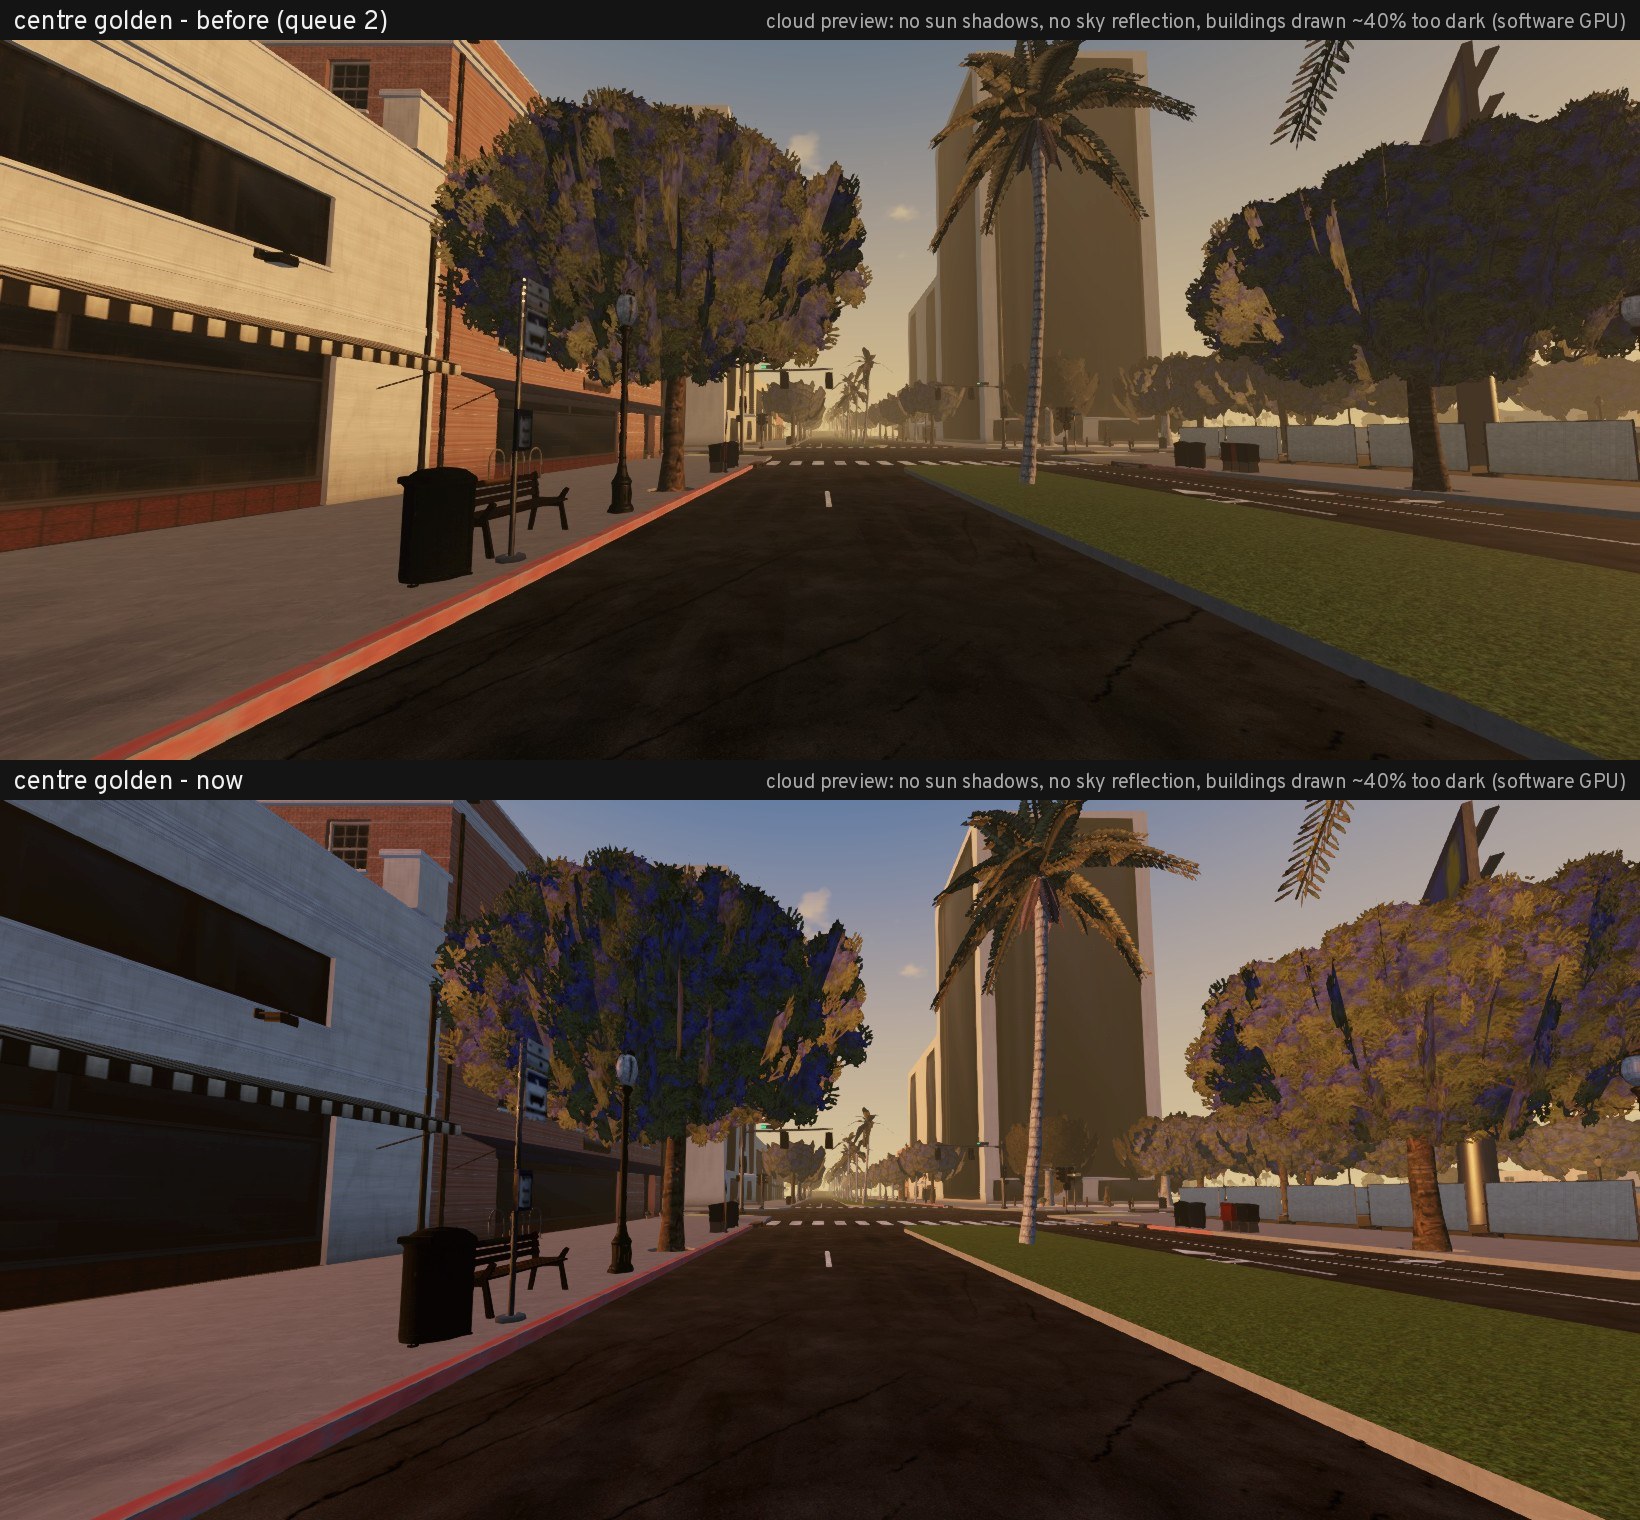 centre golden - before (queue 2)
cloud preview: no sun shadows, no sky reflection, buildings drawn ~40% too dark (software GPU)
centre golden - now
cloud preview: no sun shadows, no sky reflection, buildings drawn ~40% too dark (software GPU)